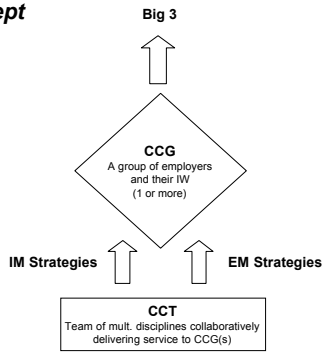 ept
Big 3
CCG
A group of employers
and their IW
(1 or more)
IM Strategies
EM Strategies
CCT
Team of mult. disciplines collaboratively
delivering service to CCG(s)